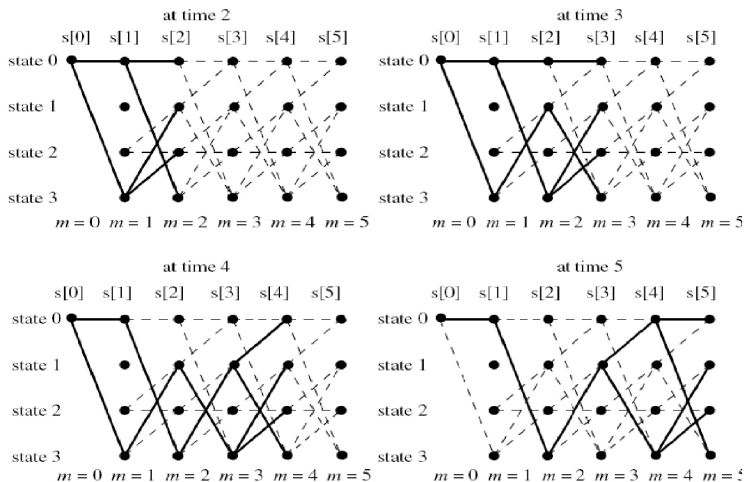 at time 2
s[0] s[1] s[2] s[3] s[4] s[5]
state 0
state 1
state 2
state 3
m = 0 m = 1 m = 2 m = 3 m = 4 m = 5
at time 3
s[0] s[1] s[2] s[3] s[4] s[5]
state 0
state 1
state 2
state 3
m = 0 m = 1 m = 2 m = 3 m = 4 m = 5
at time 4
s[0] s[1] s[2] s[3] s[4] s[5]
state 0
state 1
state 2
state 3
m = 0 m = 1 m = 2 m = 3 m = 4 m = 5
at time 5
s[0] s[1] s[2] s[3] s[4] s[5]
state 0
state 1
state 2
state 3
m = 0 m = 1 m = 2 m = 3 m = 4 m = 5